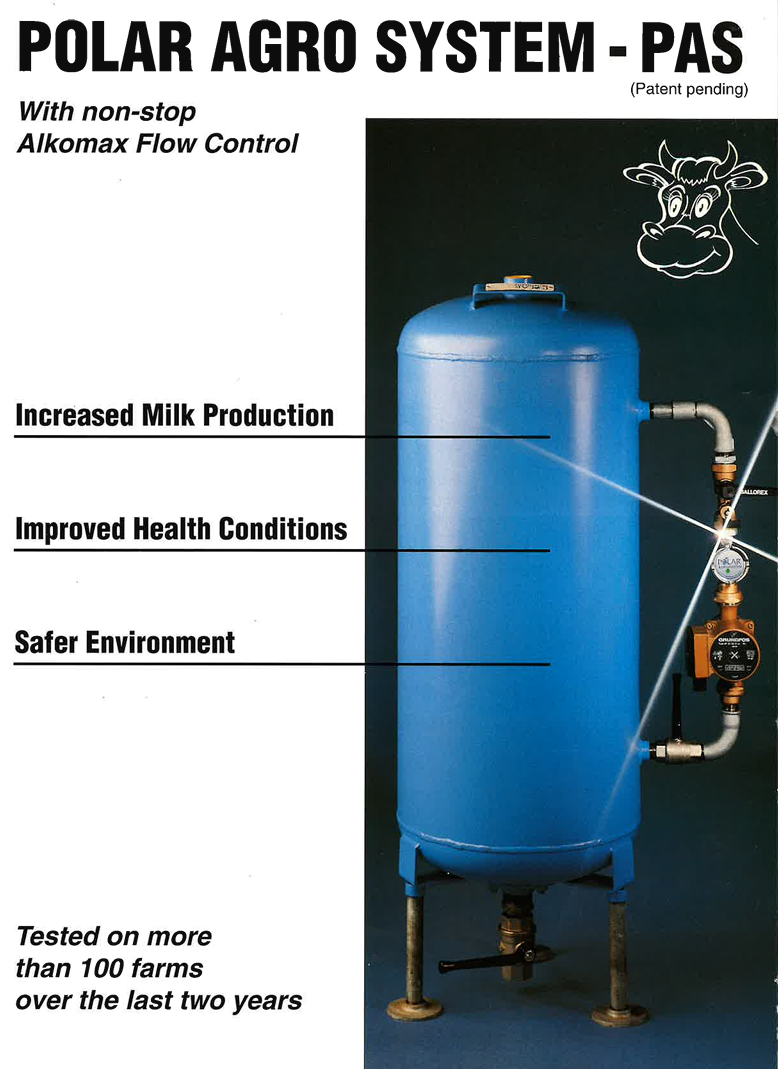 POLAR AGRO SYSTEM - PAS
(Patent pending)
With non-stop
Alkomax Flow Control
Increased Milk Production
BALLOREX
Improved Health Conditions
POLAR
GRUNDFOS
Safer Environment
Tested on more
than 100 farms
over the last two years